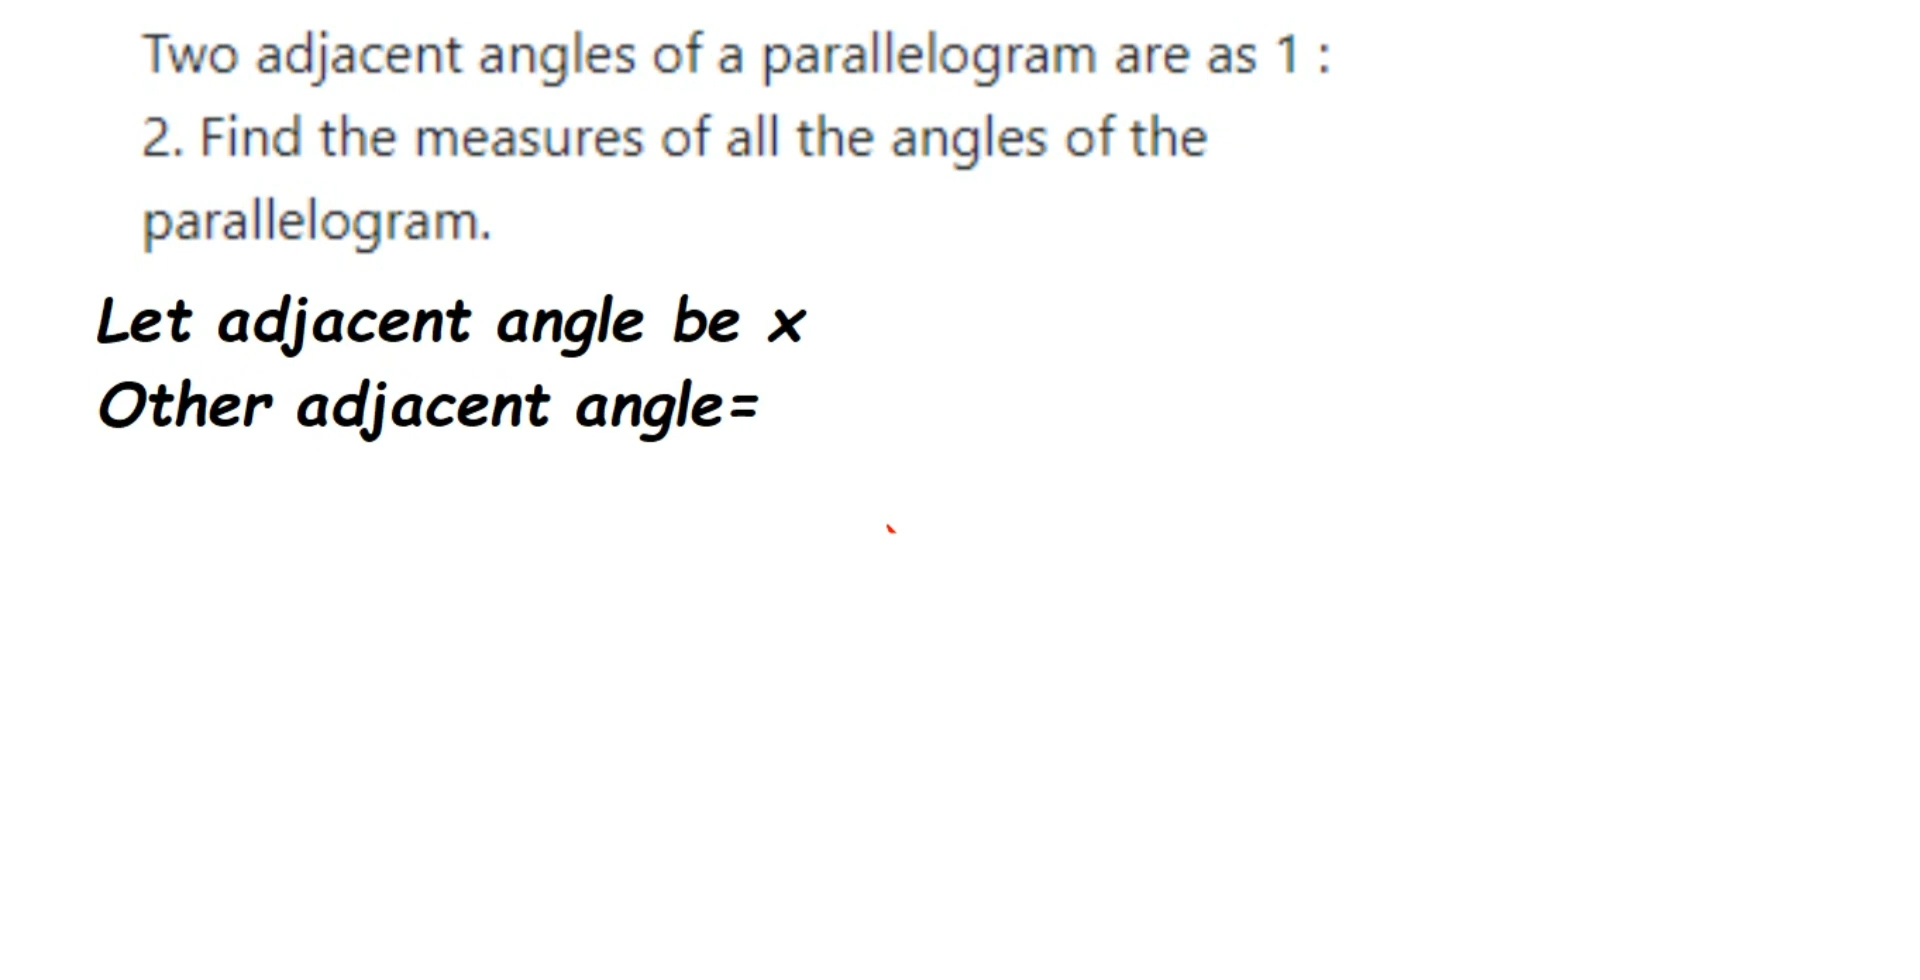 Two adjacent angles of a parallelogram are as 1 :
2. Find the measures of all the angles of the
parallelogram.
Let adjacent angle be x
Other adjacent angle=